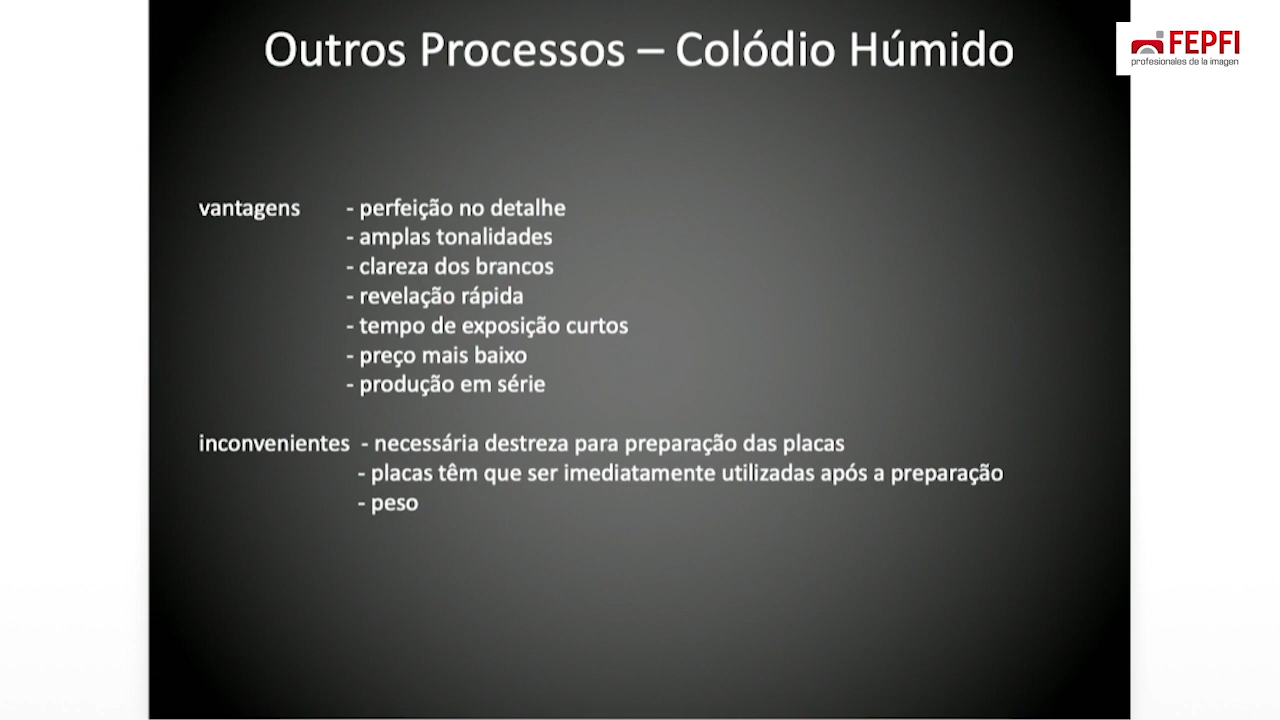 Outros Processos – Colódio Húmido
FEPFI
profesionales de la imagen
vantagens - perfeição no detalhe
- amplas tonalidades
- clareza dos brancos
- revelação rápida
- tempo de exposição curtos
- preço mais baixo
- produção em série
inconvenientes - necessária destreza para preparação das placas
- placas têm que ser imediatamente utilizadas após a preparação
- peso